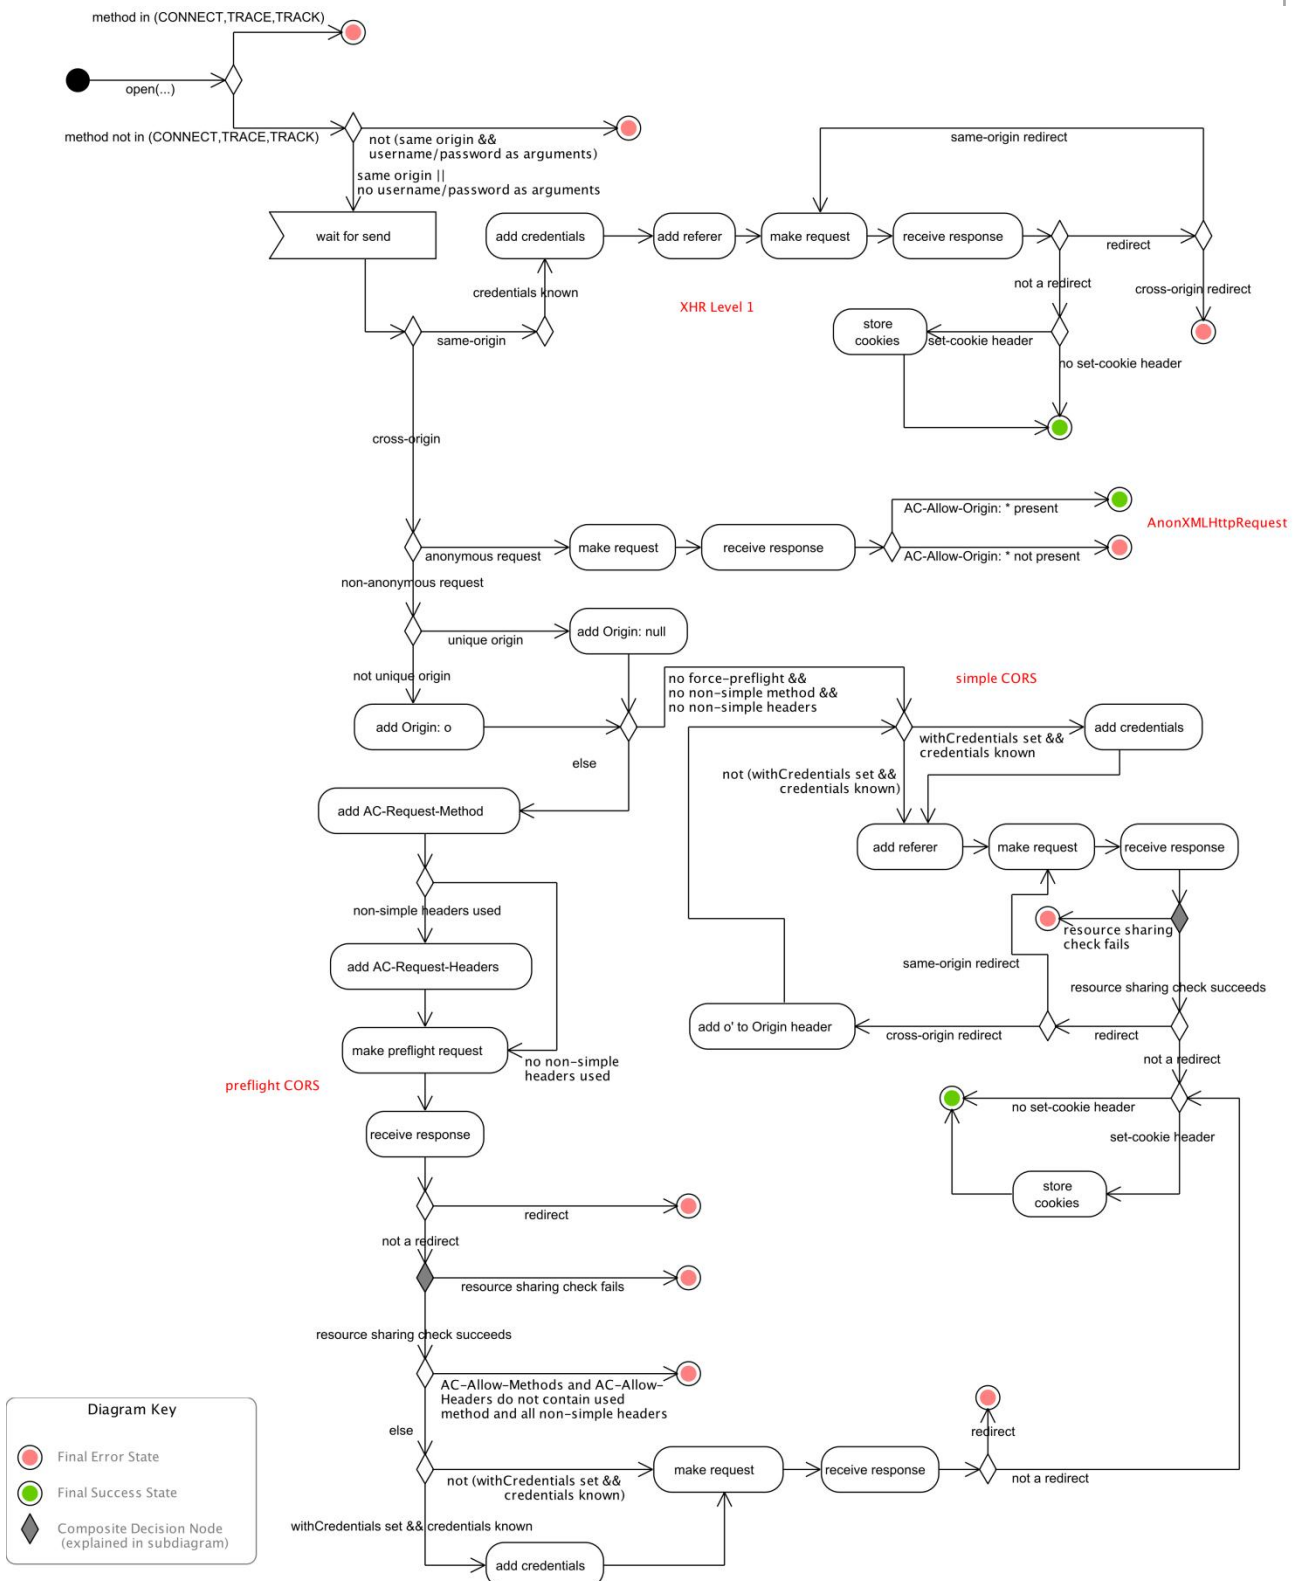 method in (CONNECT,TRACE,TRACK)
open(...)
method not in (CONNECT,TRACE,TRACK)
not (same origin &&
username/password as arguments)
same origin ||
no username/password as arguments
same-origin redirect
wait for send
add credentials
add referer
make request
receive response
redirect
credentials known
not a redirect
cross-origin redirect
XHR Level 1
same-origin
store
cookies
set-cookie header
no set-cookie header
cross-origin
AC-Allow-Origin: * present
AnonXMLHttpRequest
anonymous request
make request
receive response
AC-Allow-Origin: * not present
non-anonymous request
unique origin
add Origin: null
not unique origin
no force-preflight &&
no non-simple method &&
no non-simple headers
simple CORS
add Origin: o
else
withCredentials set &&
credentials known
add credentials
not (withCredentials set &&
credentials known)
add AC-Request-Method
add referer
make request
receive response
non-simple headers used
resource sharing
check fails
add AC-Request-Headers
same-origin redirect
resource sharing check succeeds
add o' to Origin header
cross-origin redirect
redirect
make preflight request
no non-simple
headers used
not a redirect
preflight CORS
no set-cookie header
receive response
set-cookie header
store
cookies
redirect
not a redirect
resource sharing check fails
resource sharing check succeeds
AC-Allow-Methods and AC-Allow-
Headers do not contain used
method and all non-simple headers
else
redirect
not (withCredentials set &&
credentials known)
make request
receive response
not a redirect
withCredentials set && credentials known
add credentials
Diagram Key
Final Error State
Final Success State
Composite Decision Node
(explained in subdiagram)